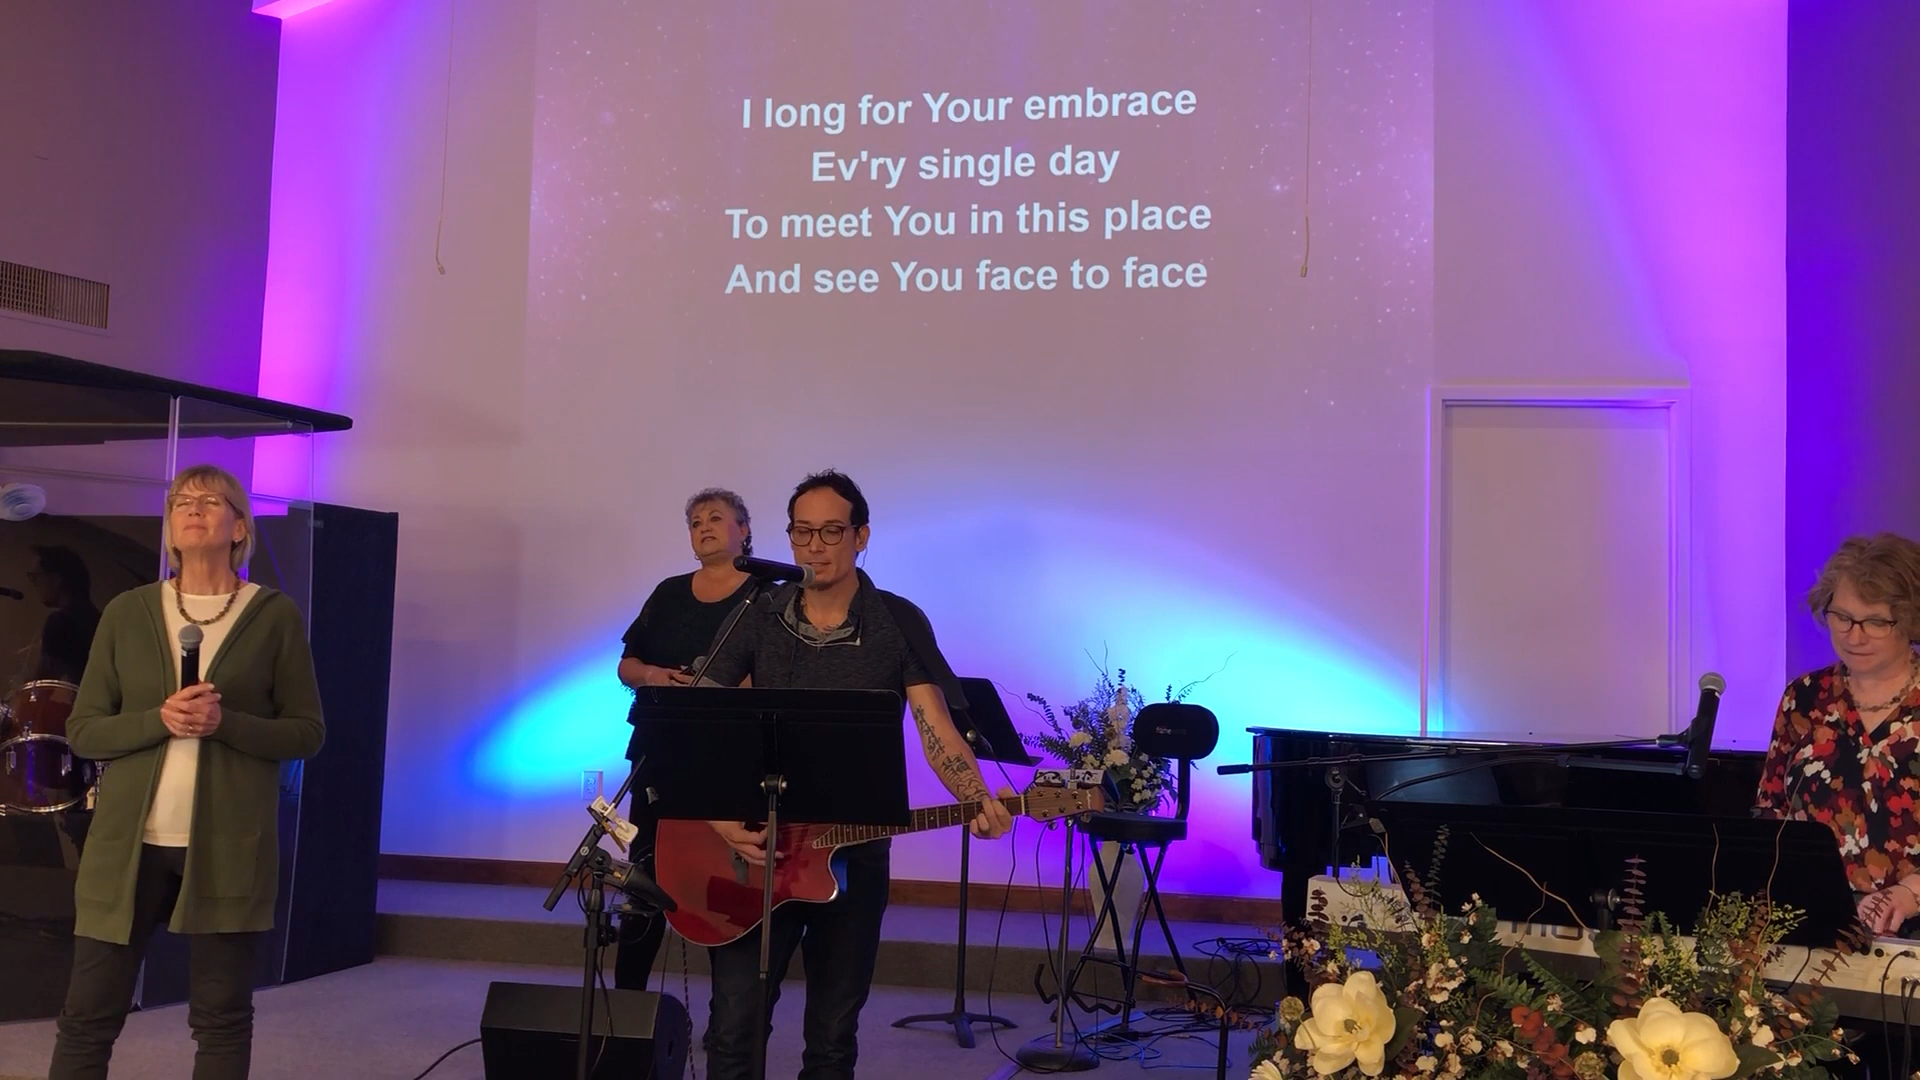 I long for Your embrace
Ev'ry single day
To meet You in this place
And see You face to face